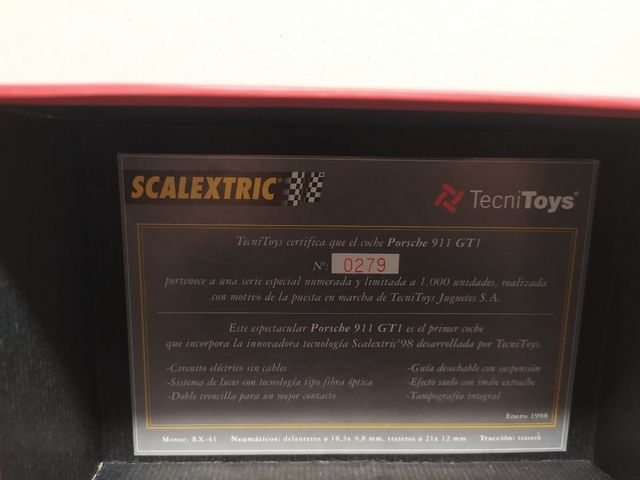 SCALEXTRIC
TecniToys®
TecniToys certifica que el coche Porsche 911 GT1
Nº: 0279
pertenece a una serie especial numerada y limitada a 1.000 unidades, realizada
con motivo de la puesta en marcha de TecniToys Juguetes S.A.
Este espectacular Porsche 911 GT1 es el primer coche
que incorpora la innovadora tecnología Scalextric'98 desarrollada por TecniToys.
-Circuito eléctrico sin cables
-Sistema de luces con tecnología tipo fibra óptica
-Doble trencilla para un mejor contacto
-Guía desechable con suspensión
-Efecto suelo con imán extraíble
-Tampografía integral
Enero 1998
Motor: RX-41 Neumáticos: delanteros ø 18,5x 9,8 mm, traseros ø 21x 12 mm Tracción: trasera